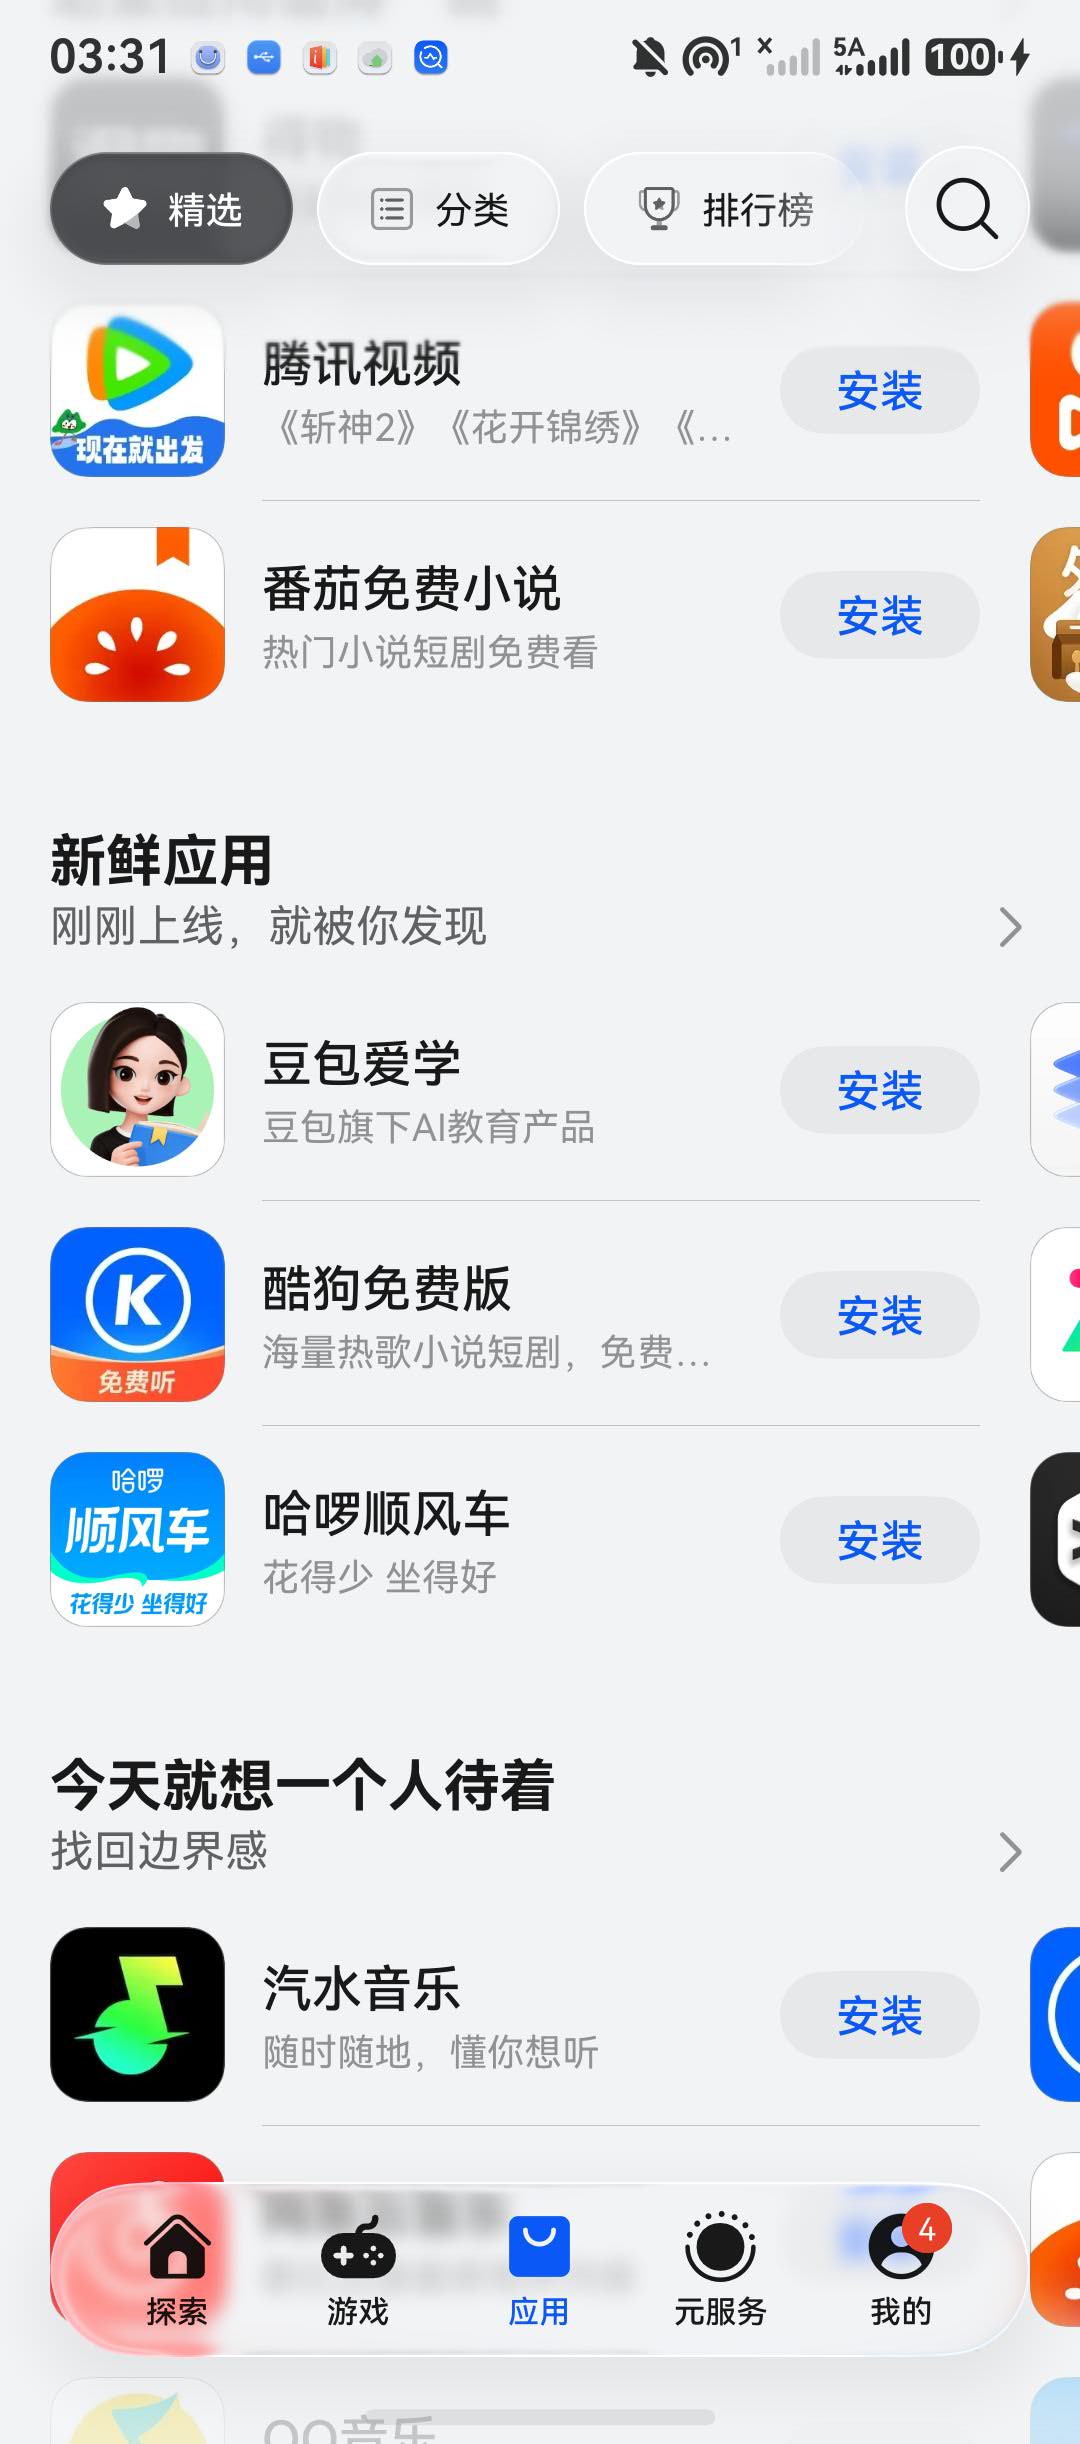 03:31
1
5A
100
精选
分类
排行榜
腾讯视频
《斩神2》《花开锦绣》《...
安装
现在就出发
番茄免费小说
热门小说短剧免费看
安装
新鲜应用
刚刚上线，就被你发现
豆包爱学
豆包旗下AI教育产品
安装
酷狗免费版
海量热歌小说短剧，免费...
安装
K
免费听
哈啰
顺风车
花得少 坐得好
哈啰顺风车
花得少 坐得好
安装
今天就想一个人待着
找回边界感
汽水音乐
随时随地，懂你想听
安装
4
探索
游戏
应用
元服务
我的
QQ音乐